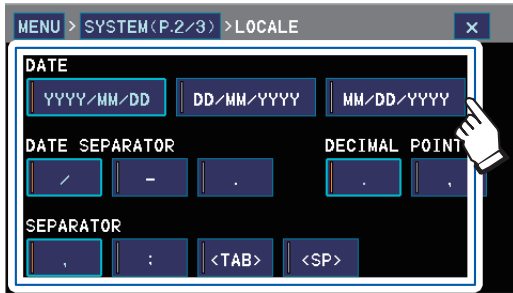 MENU > SYSTEM(P.2/3) >LOCALE ×
DATE
YYYY/MM/DD DD/MM/YYYY MM/DD/YYYY
DATE SEPARATOR DECIMAL POINT
/ - . . ,
SEPARATOR
, ; <TAB> <SP>